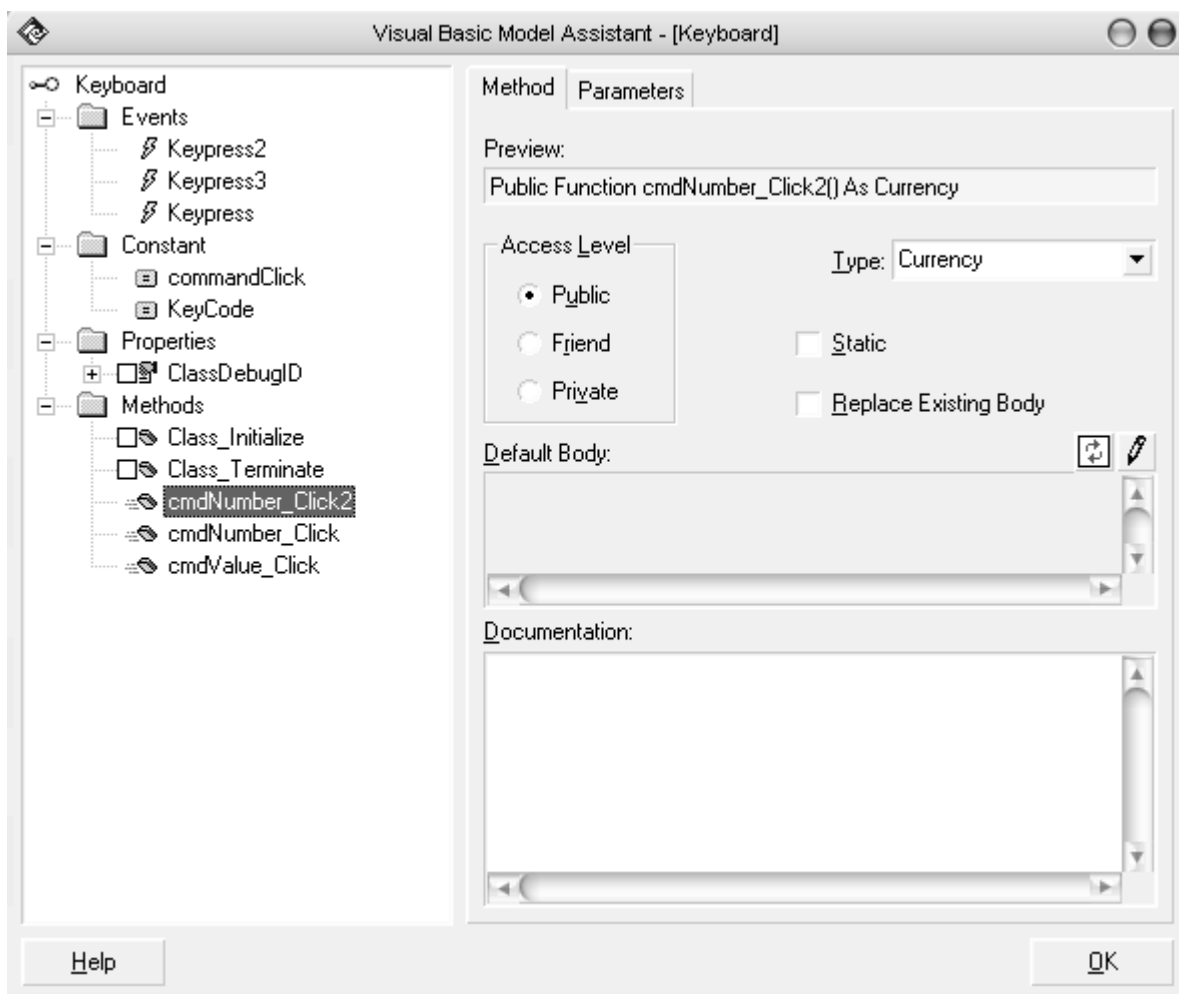 Visual Basic Model Assistant - [Keyboard]
Keyboard
Events
Keypress2
Keypress3
Keypress
Constant
commandClick
KeyCode
Properties
ClassDebugID
Methods
Class_Initialize
Class_Terminate
cmdNumber_Click2
cmdNumber_Click
cmdValue_Click
Method Parameters
Preview:
Public Function cmdNumber_Click2() As Currency
Access Level
Public
Friend
Private
Type: Currency
Static
Replace Existing Body
Default Body:
Documentation:
Help
OK